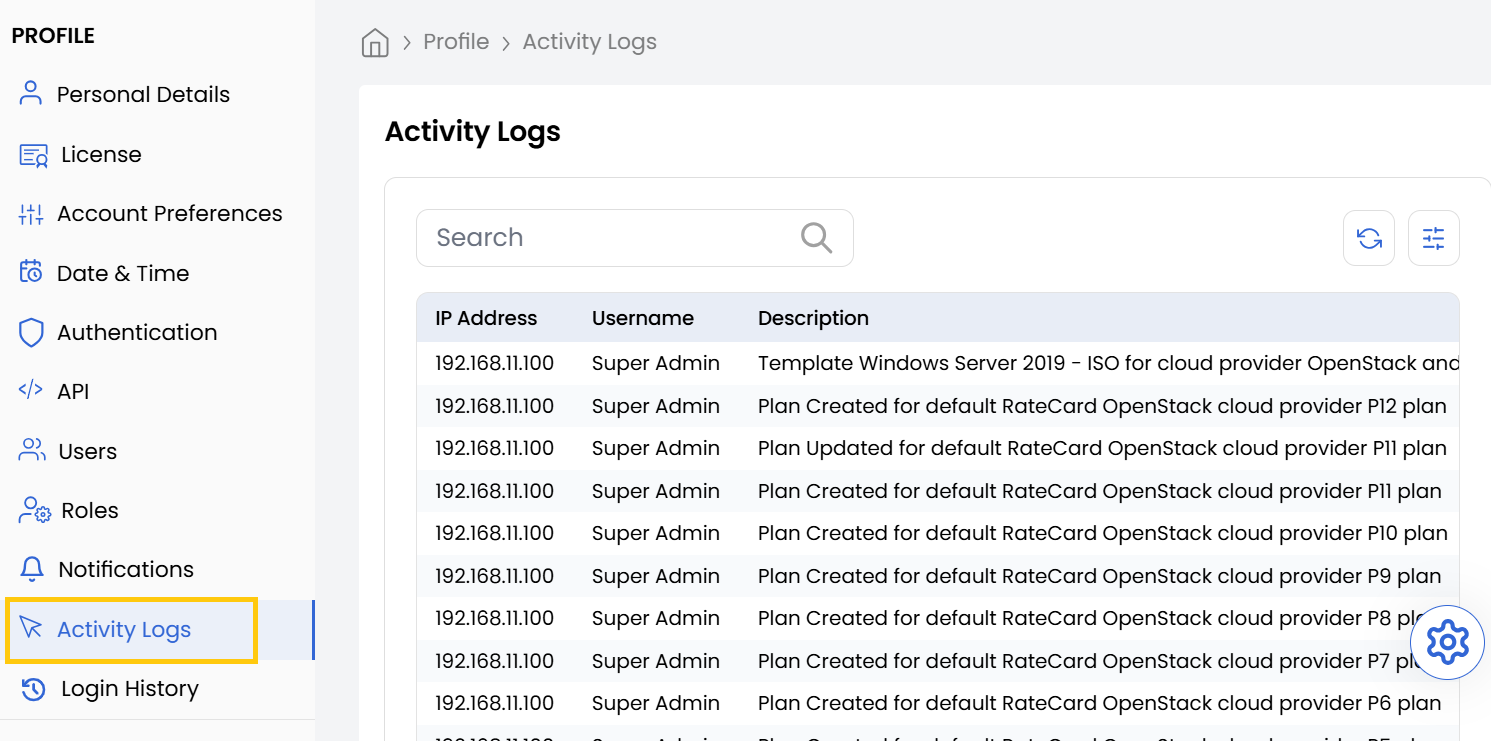 PROFILE
Personal Details
License
Account Preferences
Date & Time
Authentication
API
Users
Roles
Notifications
Activity Logs
Login History
Profile > Activity Logs
Activity Logs
Search
IP Address Username Description
192.168.11.100 Super Admin Template Windows Server 2019 - ISO for cloud provider OpenStack and
192.168.11.100 Super Admin Plan Created for default RateCard OpenStack cloud provider P12 plan
192.168.11.100 Super Admin Plan Updated for default RateCard OpenStack cloud provider P11 plan
192.168.11.100 Super Admin Plan Created for default RateCard OpenStack cloud provider P11 plan
192.168.11.100 Super Admin Plan Created for default RateCard OpenStack cloud provider P10 plan
192.168.11.100 Super Admin Plan Created for default RateCard OpenStack cloud provider P9 plan
192.168.11.100 Super Admin Plan Created for default RateCard OpenStack cloud provider P8
192.168.11.100 Super Admin Plan Created for default RateCard OpenStack cloud provider P7
192.168.11.100 Super Admin Plan Created for default RateCard OpenStack cloud provider P6 plan